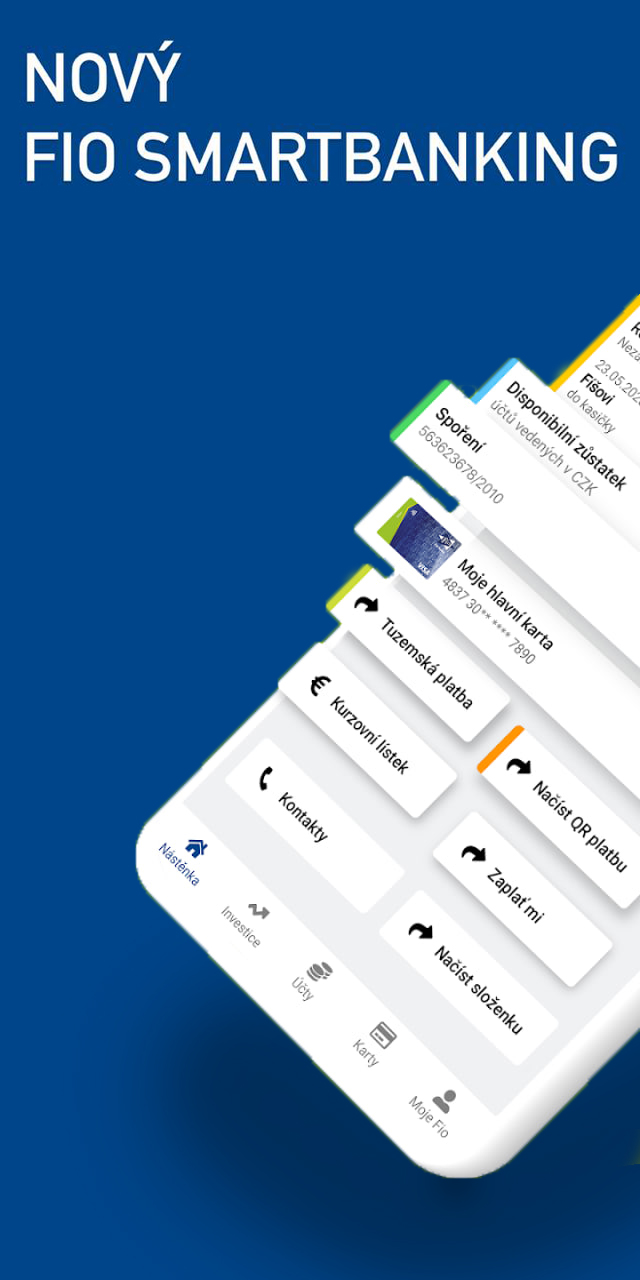 NOVÝ
FIO SMARTBANKING
23.05.202
Fišovi
do kasičky
Disponibilní zůstatek
účtů vedených v CZK
Spoření
563623678/2010
VISA
Moje hlavní karta
4837 30** **** 7890
Tuzemská platba
Načíst QR platbu
Kurzovní lístek
Zaplať mi
Kontakty
Načíst složenku
Nástěnka
Investice
Účty
Karty
Moje Fio